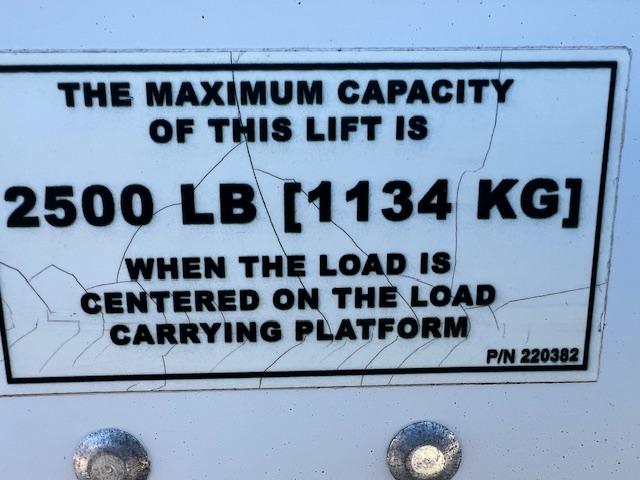 THE MAXIMUM CAPACITY
OF THIS LIFT IS
2500 LB [1134 KG]
WHEN THE LOAD IS
CENTERED ON THE LOAD
CARRYING PLATFORM
P/N 220382